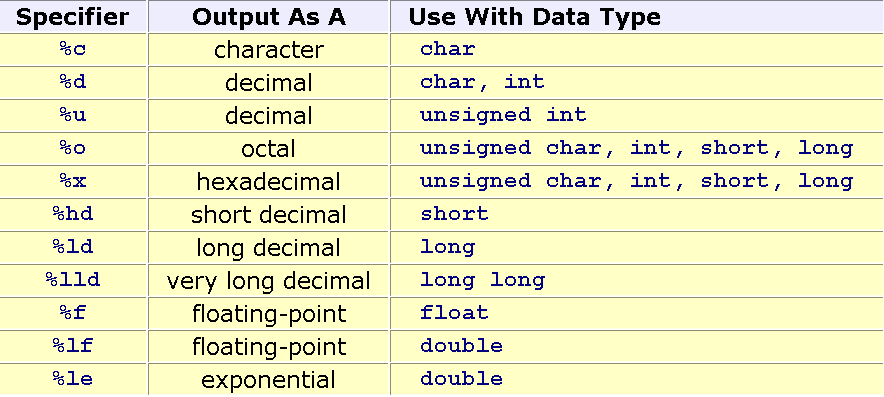 Specifier Output As A Use With Data Type
%c character char
%d decimal char, int
%u decimal unsigned int
%o octal unsigned char, int, short, long
%x hexadecimal unsigned char, int, short, long
%hd short decimal short
%ld long decimal long
%lld very long decimal long long
%f floating-point float
%lf floating-point double
%le exponential double